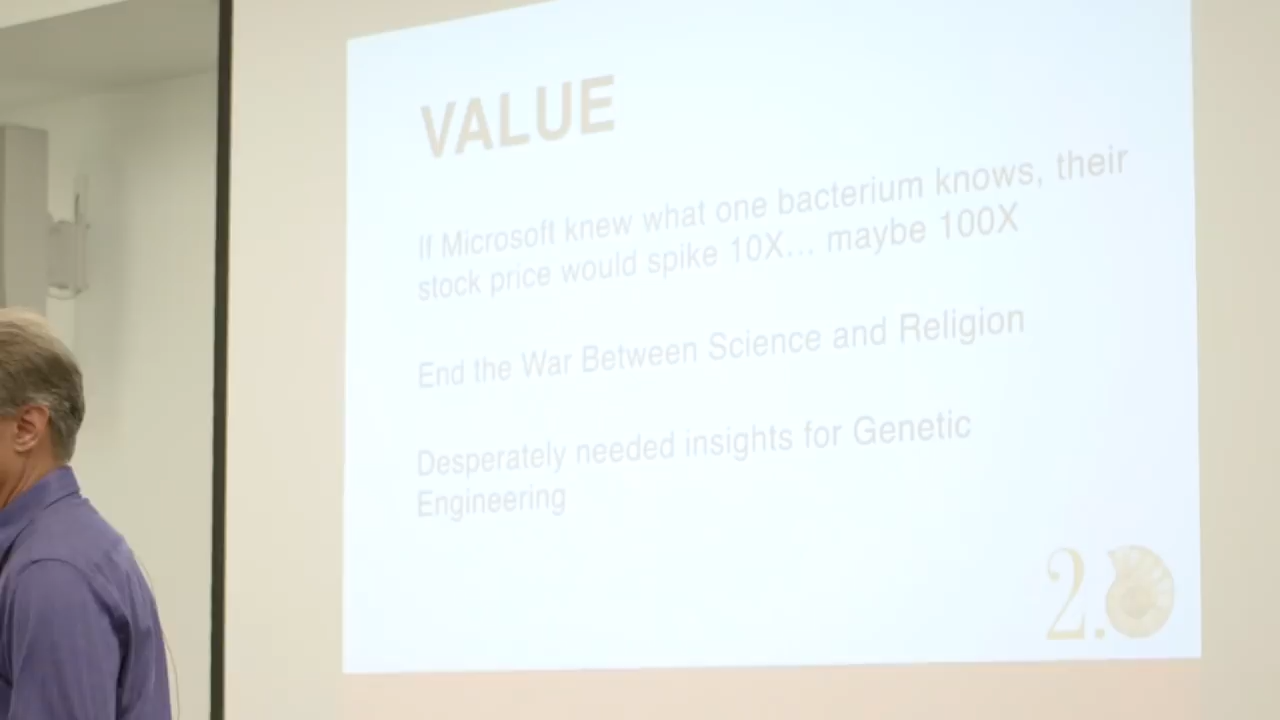 VALUE
If Microsoft knew what one bacterium knows, their
stock price would spike 10X... maybe 100X
End the War Between Science and Religion
Desperately needed insights for Genetic
Engineering
2.